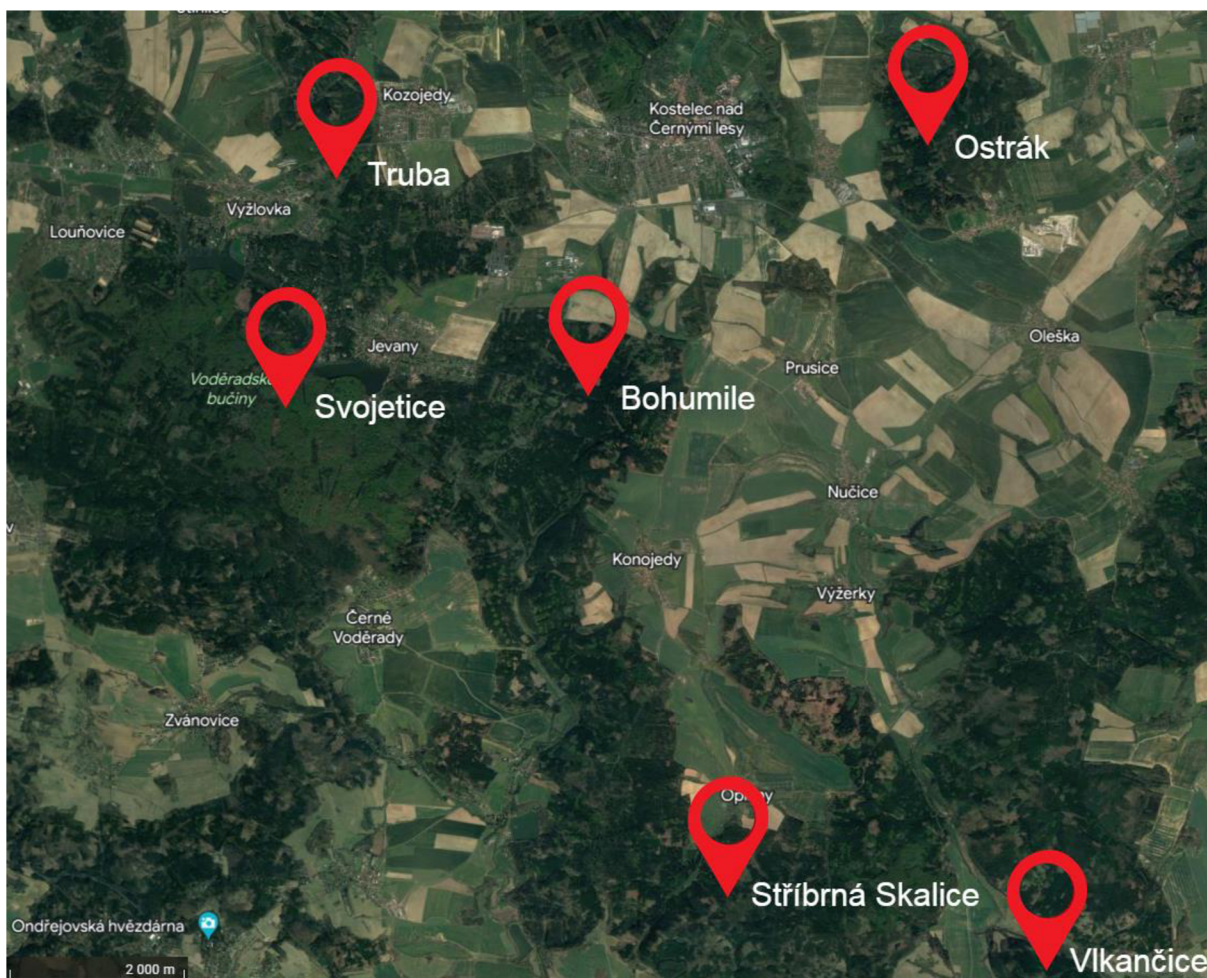 Kozojedy
Kostelec nad
Černými lesy
Ostrák
Truba
Vyžlovka
Louňovice
Oleška
Jevany
Prusice
Voděradské
bučiny
Svojetice
Bohumile
Nučice
Konojedy
Výžerky
Černé
Voděrady
Zvánovice
Stříbrná Skalice
Ondřejovská hvězdárna
Vlkančice
2 000 m